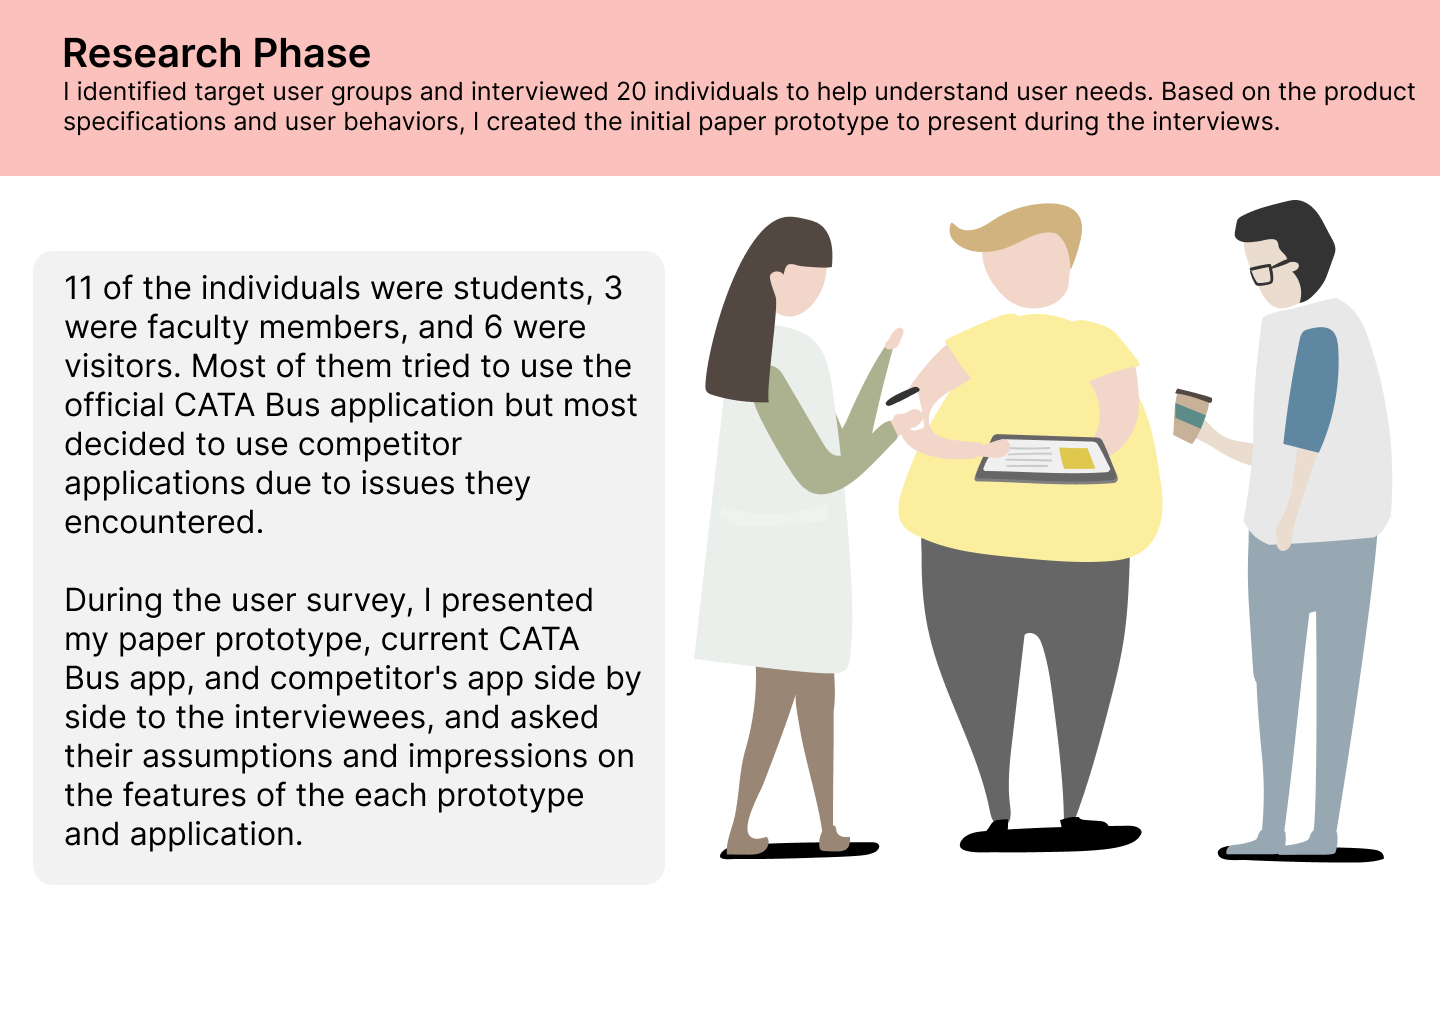 Research Phase
I identified target user groups and interviewed 20 individuals to help understand user needs. Based on the product
specifications and user behaviors, I created the initial paper prototype to present during the interviews.
11 of the individuals were students, 3
were faculty members, and 6 were
visitors. Most of them tried to use the
official CATA Bus application but most
decided to use competitor
applications due to issues they
encountered.
During the user survey, I presented
my paper prototype, current CATA
Bus app, and competitor's app side by
side to the interviewees, and asked
their assumptions and impressions on
the features of the each prototype
and application.